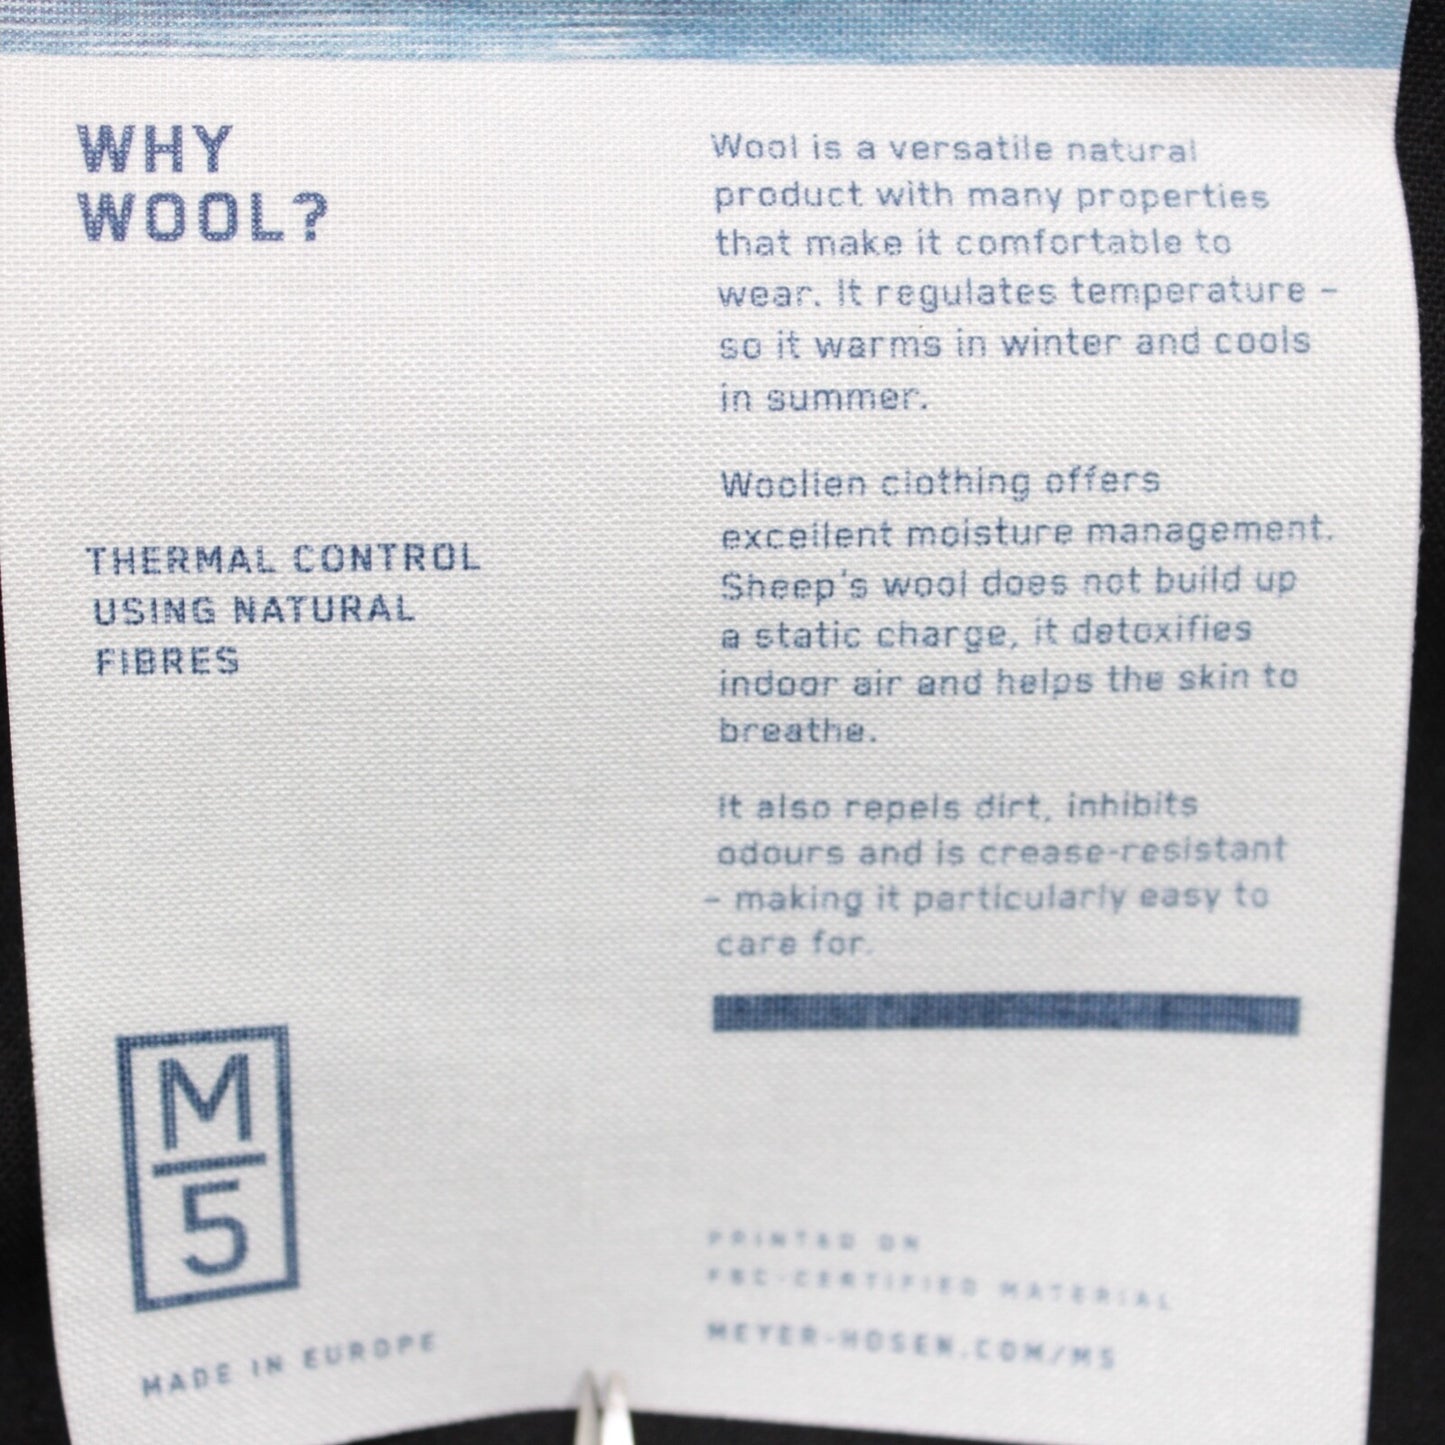 WHY
WOOL?
THERMAL CONTROL
USING NATURAL
FIBRES
Wool is a versatile natural
product with many properties
that make it comfortable to
wear. It regulates temperature –
so it warms in winter and cools
in summer.
Woollen clothing offers
excellent moisture management.
Sheep's wool does not build up
a static charge, it detoxifies
indoor air and helps the skin to
breathe.
It also repels dirt, inhibits
odours and is crease-resistant
– making it particularly easy to
care for.
M
5
MADE IN EUROPE
PRINTED ON
FSC-CERTIFIED MATERIAL
MEYER-HOSEN.COM/M5